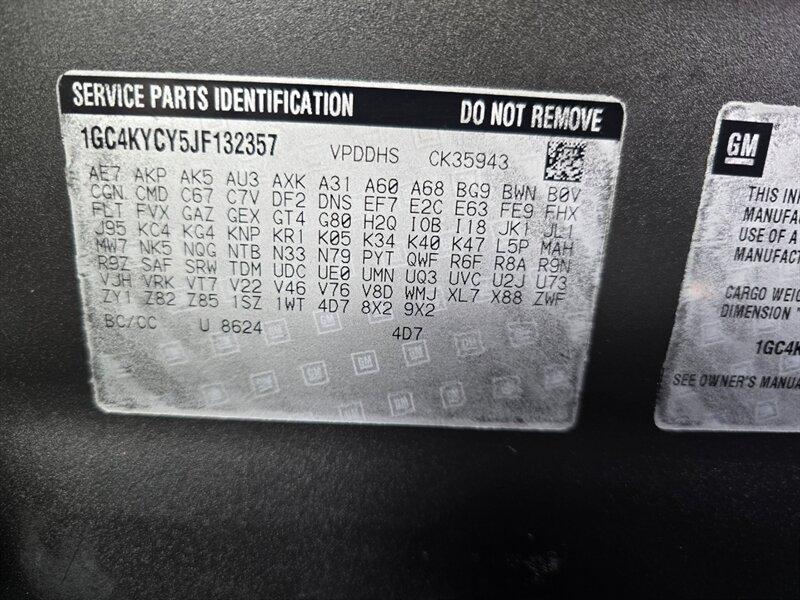 SERVICE PARTS IDENTIFICATION DO NOT REMOVE
1GC4KYCY5JF132357 VPDDHS CK35943
AE7 AKP AK5 AU3 AXK A31 A60 A68 BG9 BWN B0V
CGN CMD C67 C7V DF2 DNS EF7 E2C E63 FE9 FHX
FLT FVX GAZ GEX GT4 G80 H2Q IOB I18 JK1 JL1
J95 KC4 KG4 KNP KR1 K05 K34 K40 K47 L5P MAH
MW7 NK5 NQG NTB N33 N79 PYT QWF R6F R8A R9N
R9Z SAF SRW TDM UDC UE0 UMN UQ3 UVC U2J U73
VJH VRK VT7 V22 V46 V76 V8D WMJ XL7 X88 ZWF
ZY1 Z82 Z85 1SZ 1WT 4D7 8X2 9X2
BC/CC U 8624 4D7
GM
THIS IN
MANUFA
USE OF A
MANUFACT
CARGO WEIG
DIMENSION "
1GC4K
SEE OWNER'S MANUA